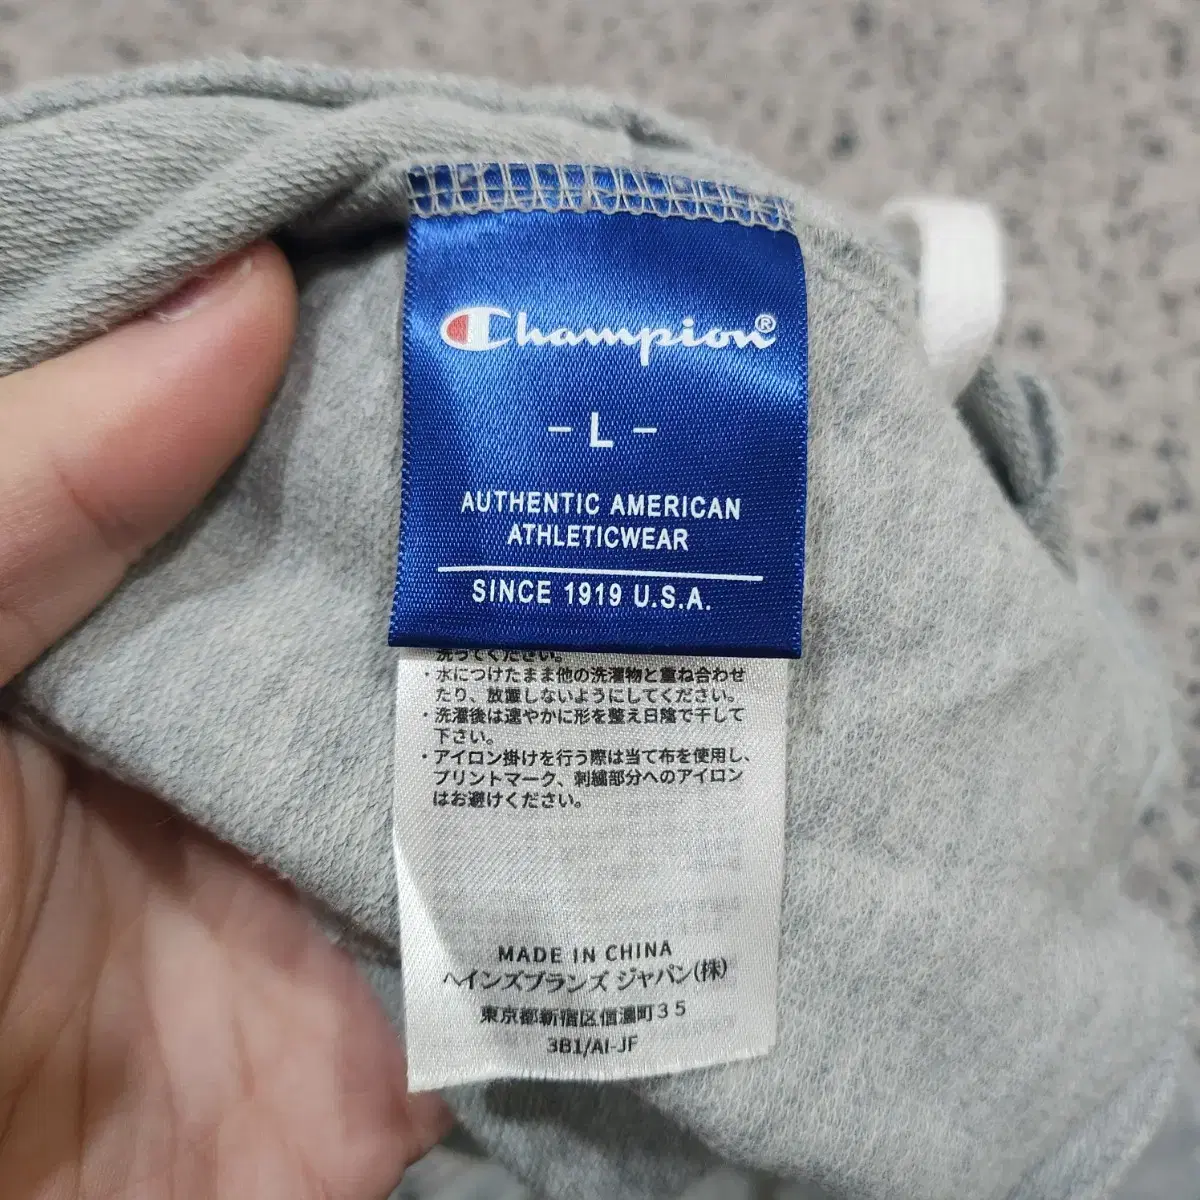 Champion®
- L -
AUTHENTIC AMERICAN
ATHLETICWEAR
SINCE 1919 U.S.A.
洗ってください。
・水につけたまま他の洗濯物と重ね合わせ
たり、放置しないようにしてください。
・洗濯後は速やかに形を整え日陰で干して
下さい。
・アイロン掛けを行う際は当て布を使用し、
プリントマーク、刺繍部分へのアイロン
はお避けください。
MADE IN CHINA
ヘインズブランズ ジャパン(株)
東京都新宿区信濃町35
3B1/AI-JF